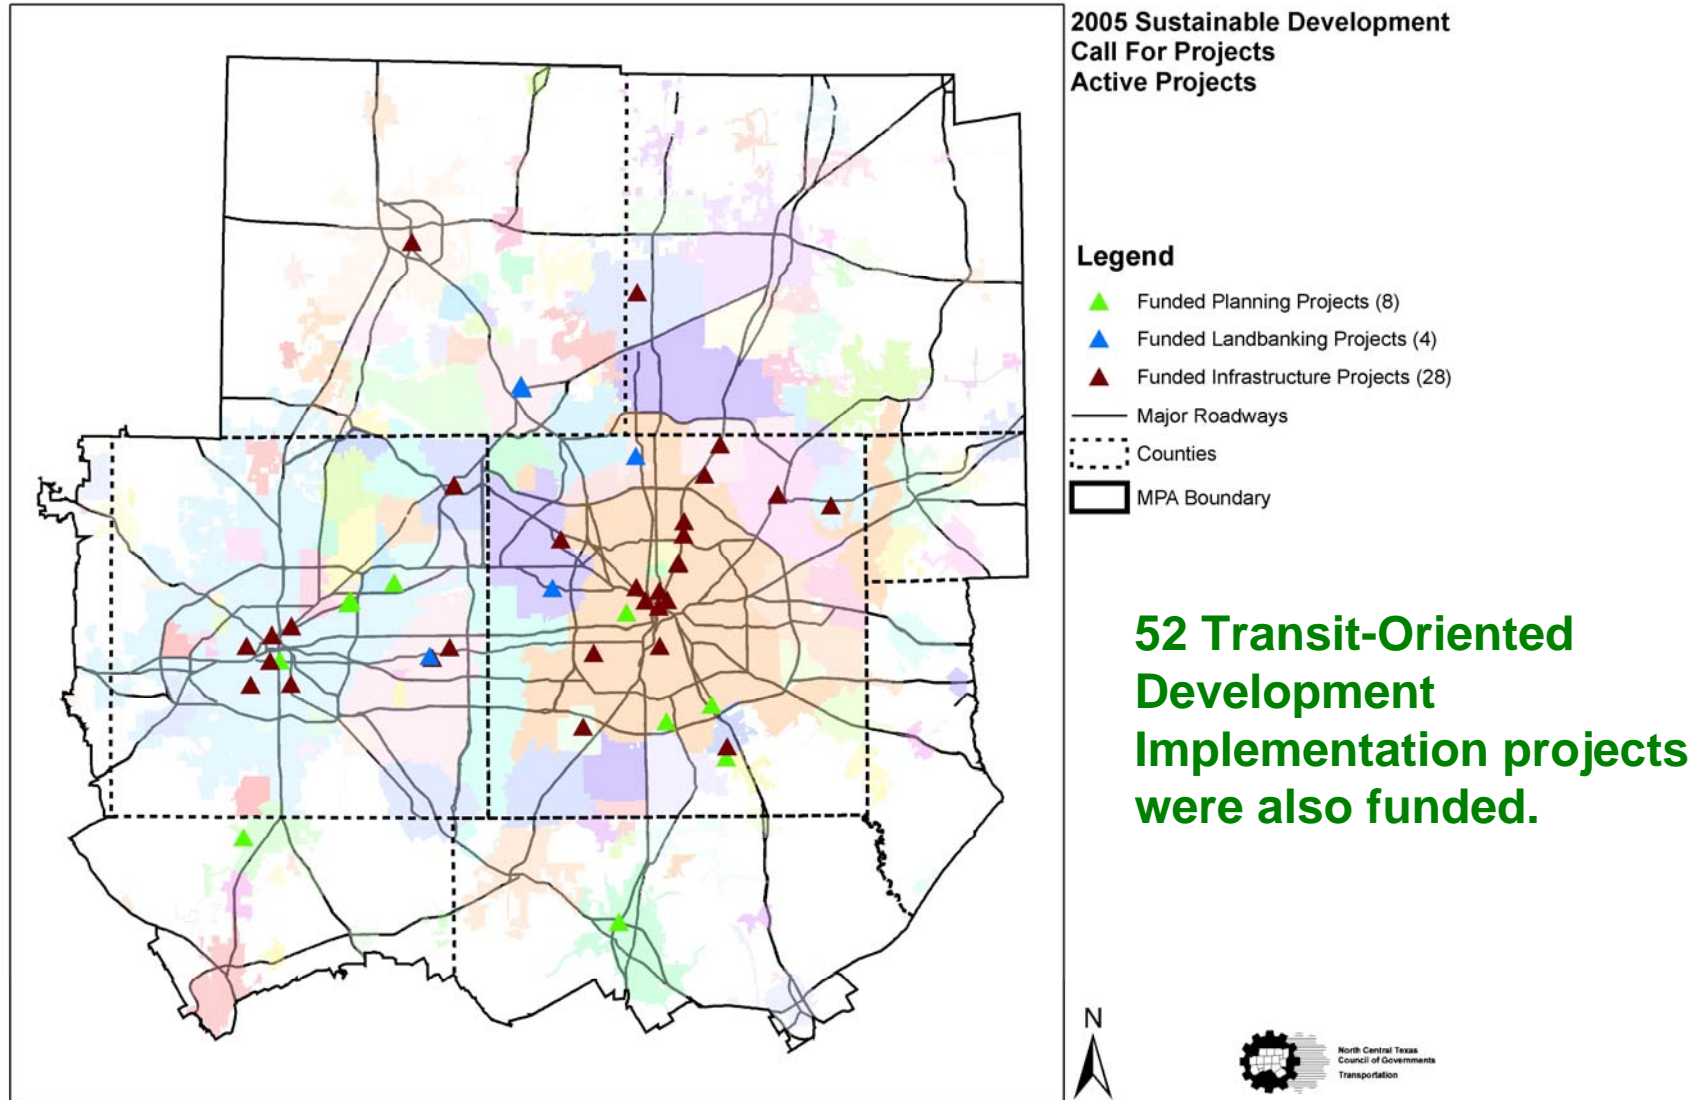 2005 Sustainable Development
Call For Projects
Active Projects
Legend
Funded Planning Projects (8)
Funded Landbanking Projects (4)
Funded Infrastructure Projects (28)
Major Roadways
Counties
MPA Boundary
52 Transit-Oriented
Development
Implementation projects
were also funded.
N
North Central Texas
Council of Governments
Transportation